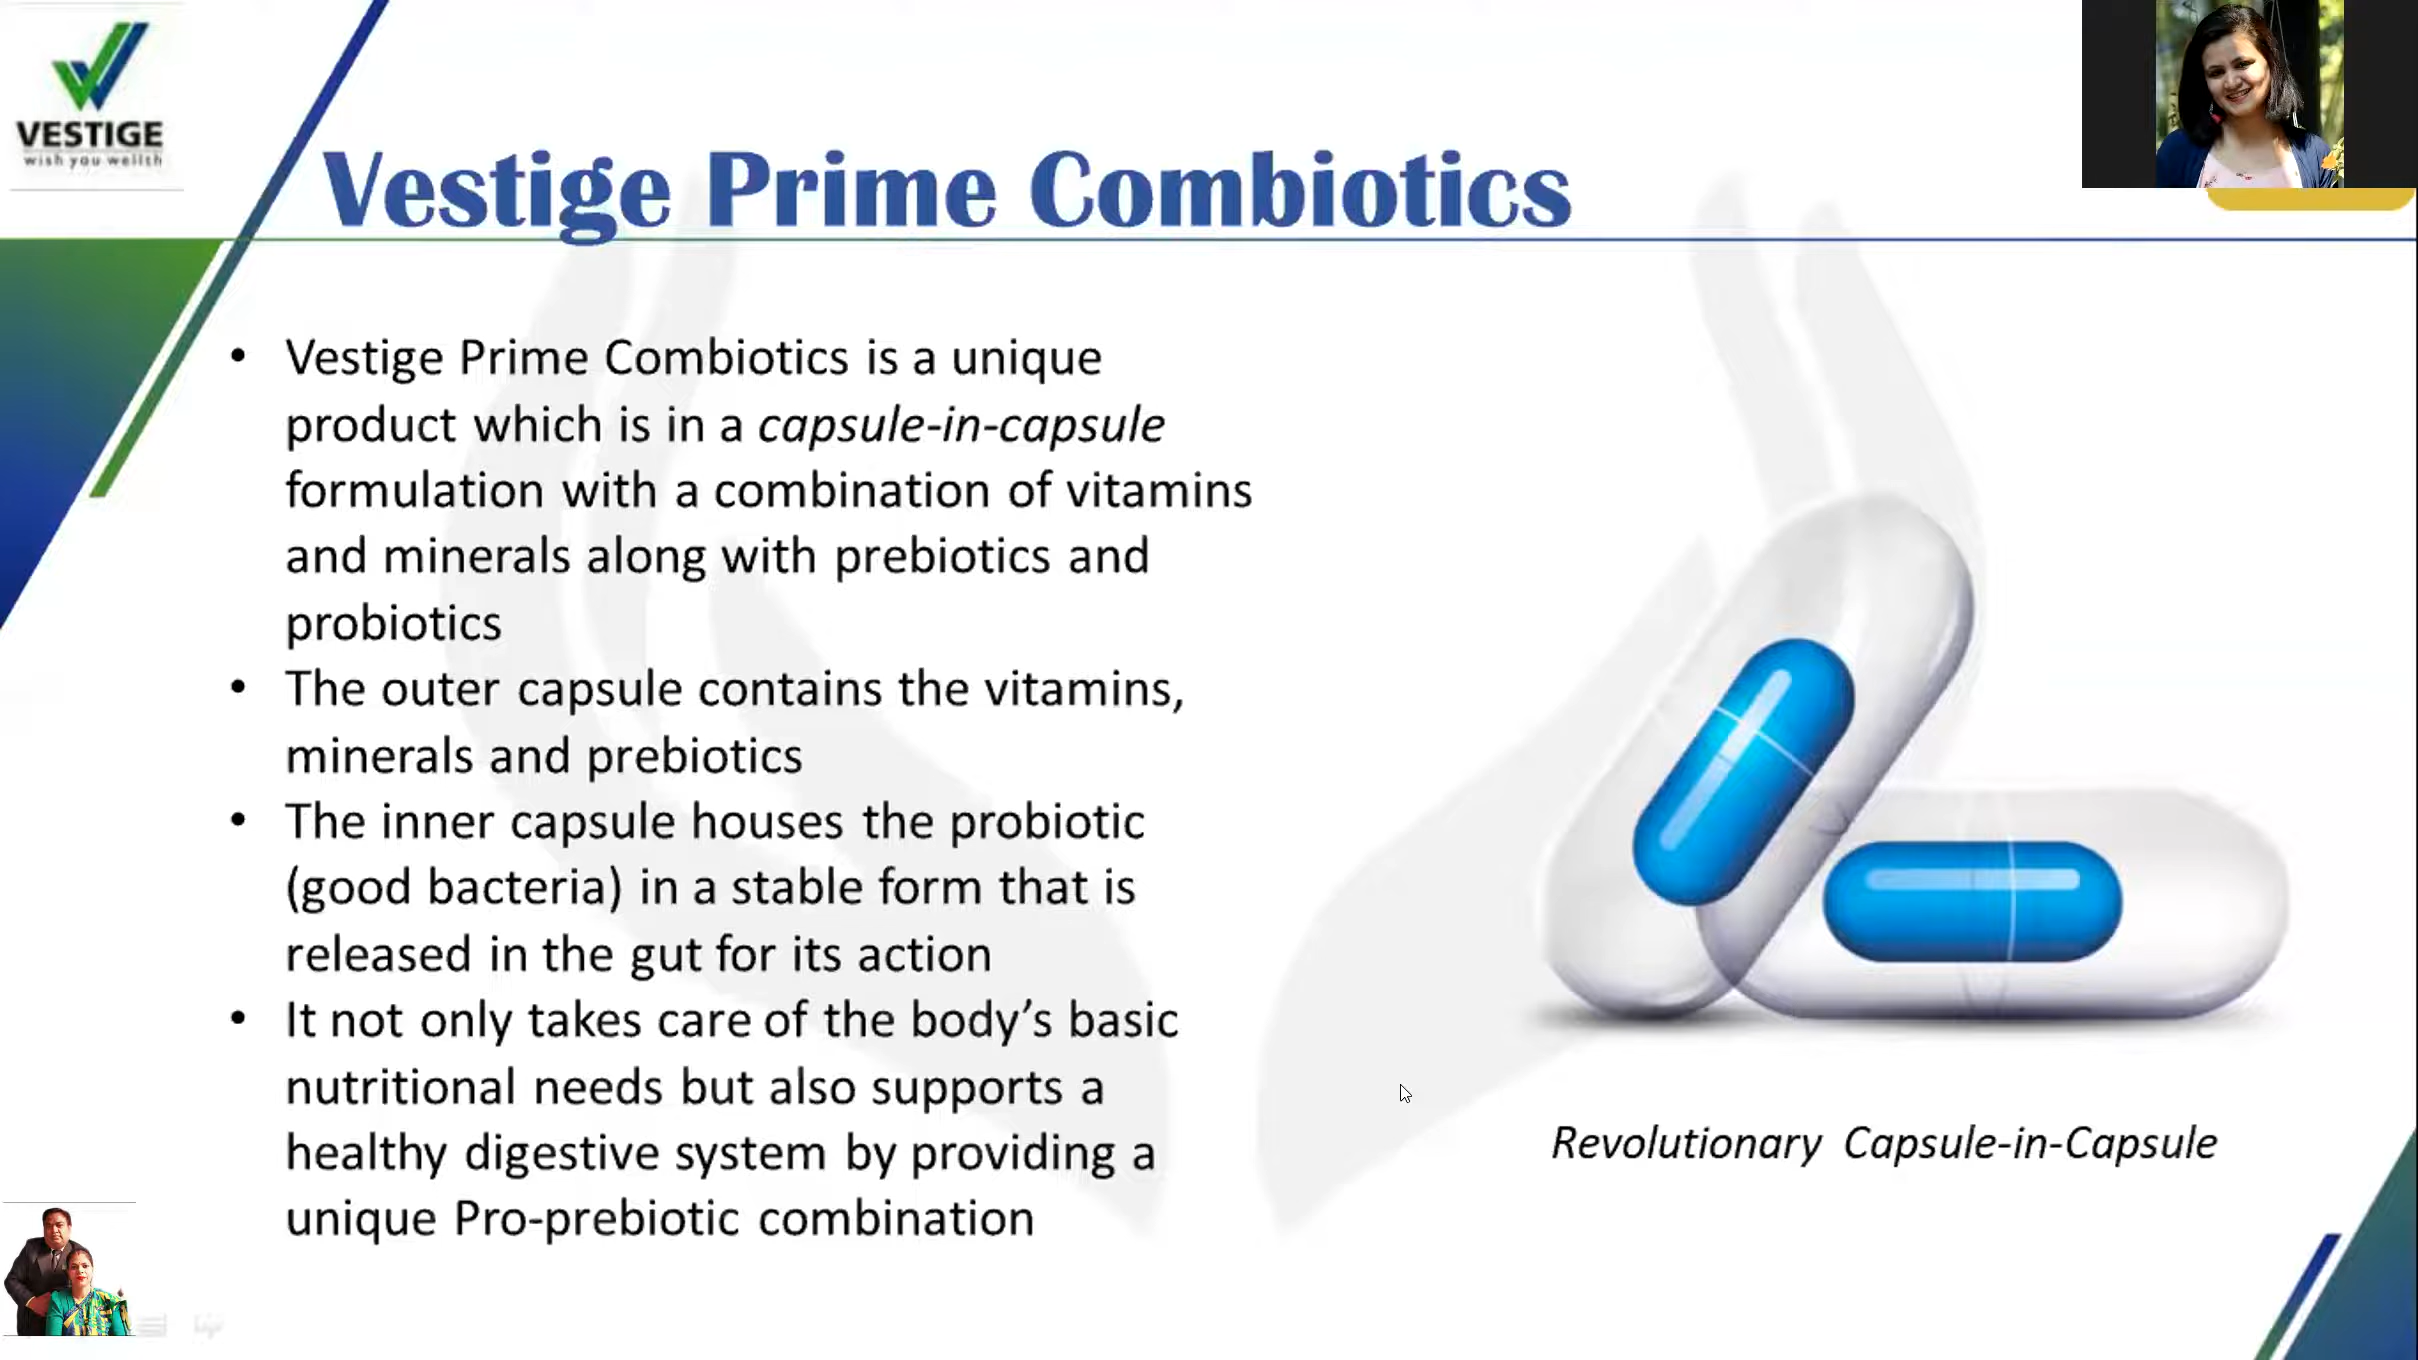 VESTIGE
wish you wellth
Vestige Prime Combiotics
• Vestige Prime Combiotics is a unique
product which is in a capsule-in-capsule
formulation with a combination of vitamins
and minerals along with prebiotics and
probiotics
• The outer capsule contains the vitamins,
minerals and prebiotics
• The inner capsule houses the probiotic
(good bacteria) in a stable form that is
released in the gut for its action
• It not only takes care of the body’s basic
nutritional needs but also supports a
healthy digestive system by providing a
unique Pro-prebiotic combination
Revolutionary Capsule-in-Capsule